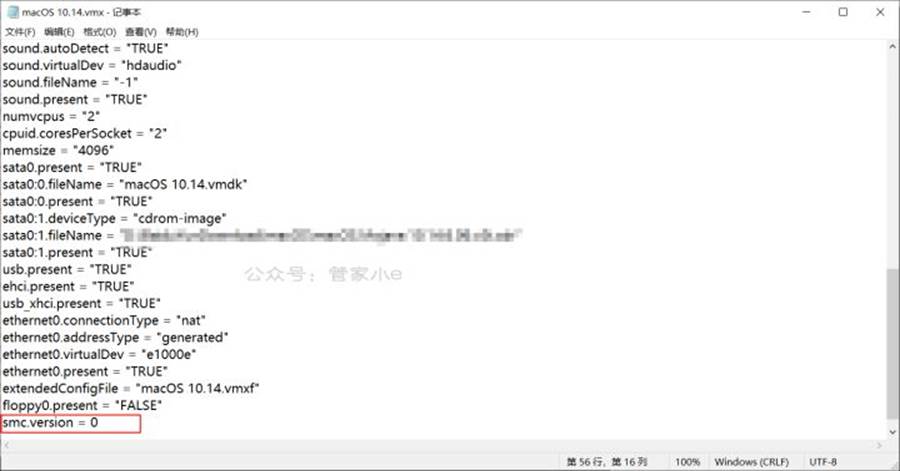 macOS 10.14.vmx - 记事本
文件(F) 编辑(E) 格式(O) 查看(V) 帮助(H)
sound.autoDetect = "TRUE"
sound.virtualDev = "hdaudio"
sound.fileName = "-1"
sound.present = "TRUE"
numvcpus = "2"
cpuid.coresPerSocket = "2"
memsize = "4096"
sata0.present = "TRUE"
sata0:0.fileName = "macOS 10.14.vmdk"
sata0:0.present = "TRUE"
sata0:1.deviceType = "cdrom-image"
sata0:1.fileName =
sata0:1.present = "TRUE"
usb.present = "TRUE"
公众号：管家小e
ehci.present = "TRUE"
usb_xhci.present = "TRUE"
ethernet0.connectionType = "nat"
ethernet0.addressType = "generated"
ethernet0.virtualDev = "e1000e"
ethernet0.present = "TRUE"
extendedConfigFile = "macOS 10.14.vmxf"
floppy0.present = "FALSE"
smc.version = 0
第 56 行，第 16 列 100% Windows (CRLF) UTF-8